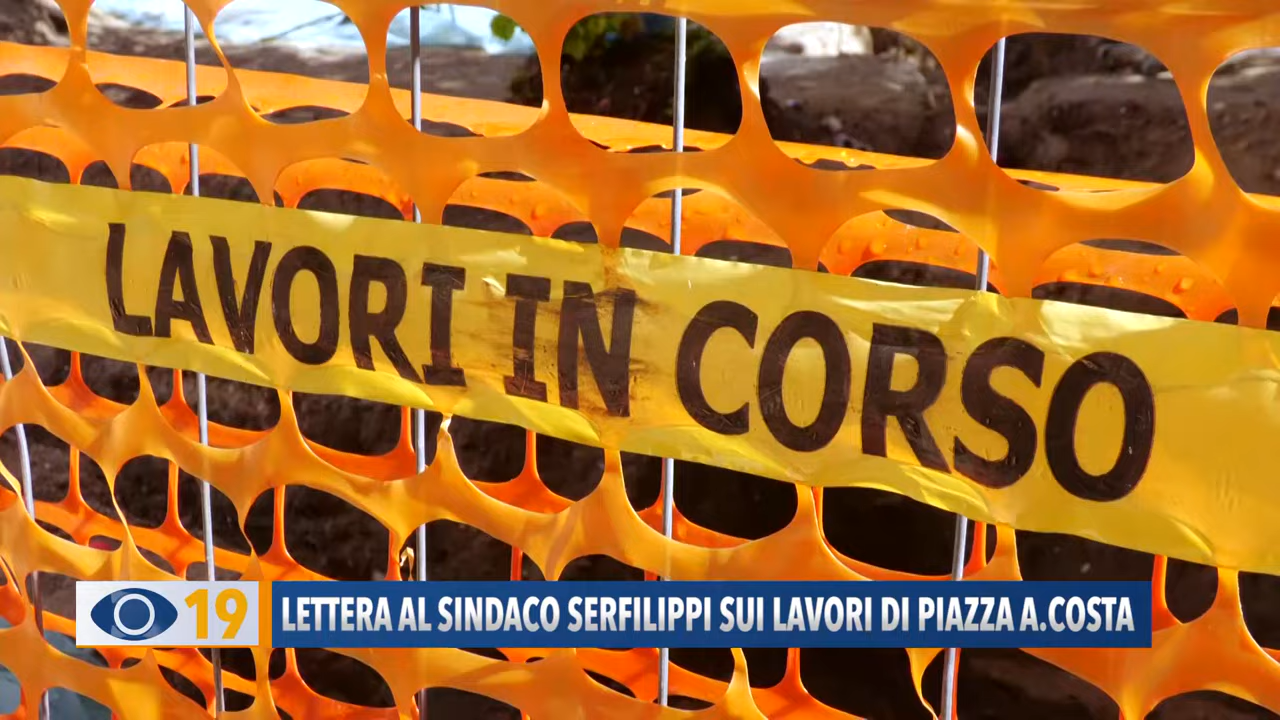 LAVORI IN CORSO
19
LETTERA AL SINDACO SERFILIPPI SUI LAVORI DI PIAZZA A.COSTA